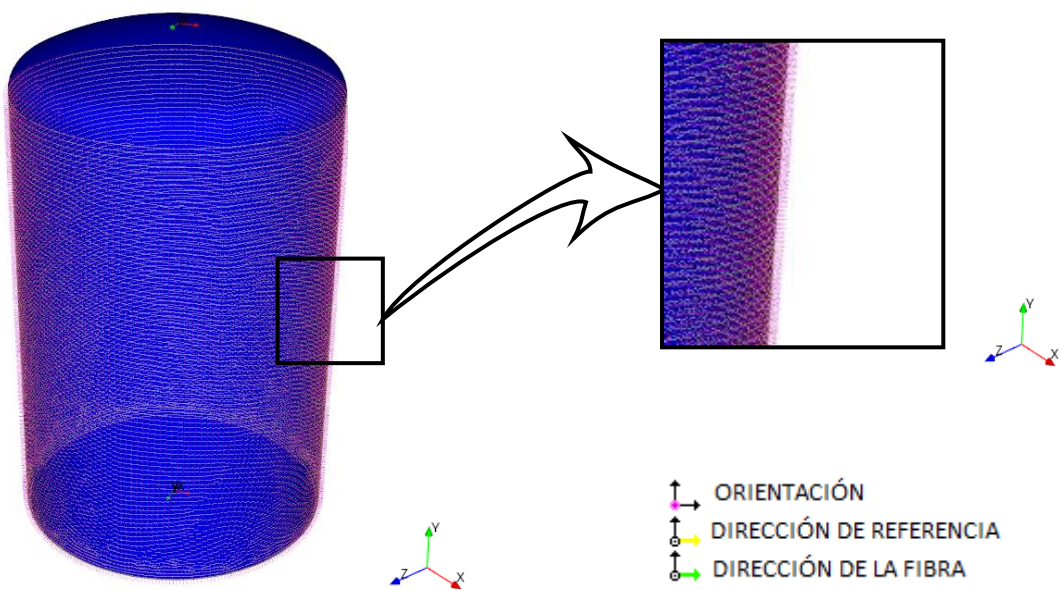 Y
Z
X
Y
Z
X
ORIENTACIÓN
DIRECCIÓN DE REFERENCIA
DIRECCIÓN DE LA FIBRA